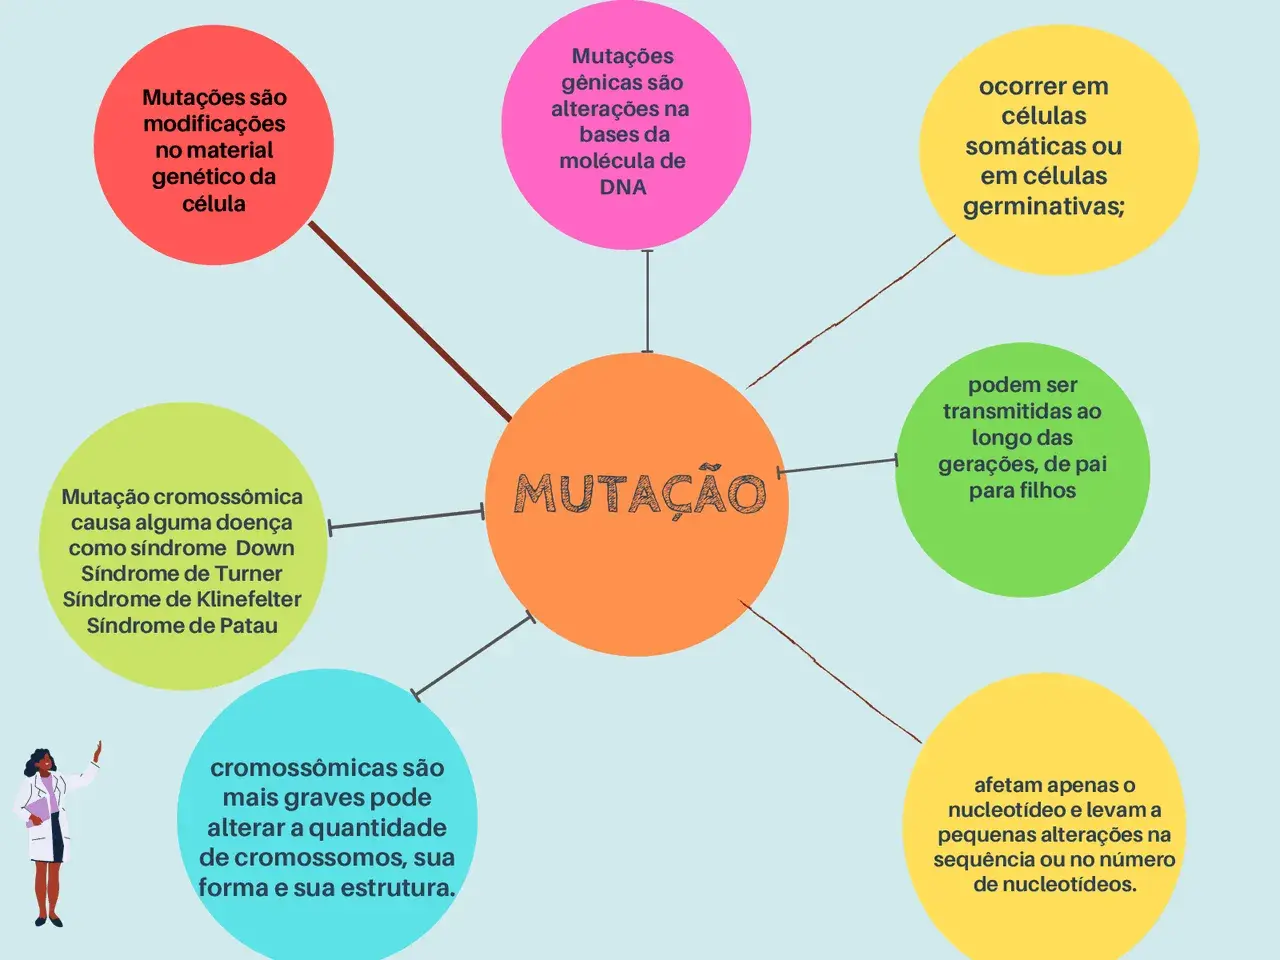 Mutações são
modificações
no material
genético da
célula
Mutações
gênicas são
alterações na
bases da
molécula de
DNA
ocorrer em
células
somáticas ou
em células
germinativas;
podem ser
transmitidas ao
longo das
gerações, de pai
para filhos
MUTAÇÃO
Mutação cromossômica
causa alguma doença
como síndrome  Down
Síndrome de Turner
Síndrome de Klinefelter
Síndrome de Patau
cromossômicas são
mais graves pode
alterar a quantidade
de cromossomos, sua
forma e sua estrutura.
afetam apenas o
nucleotídeo e levam a
pequenas alterações na
sequência ou no número
de nucleotídeos.